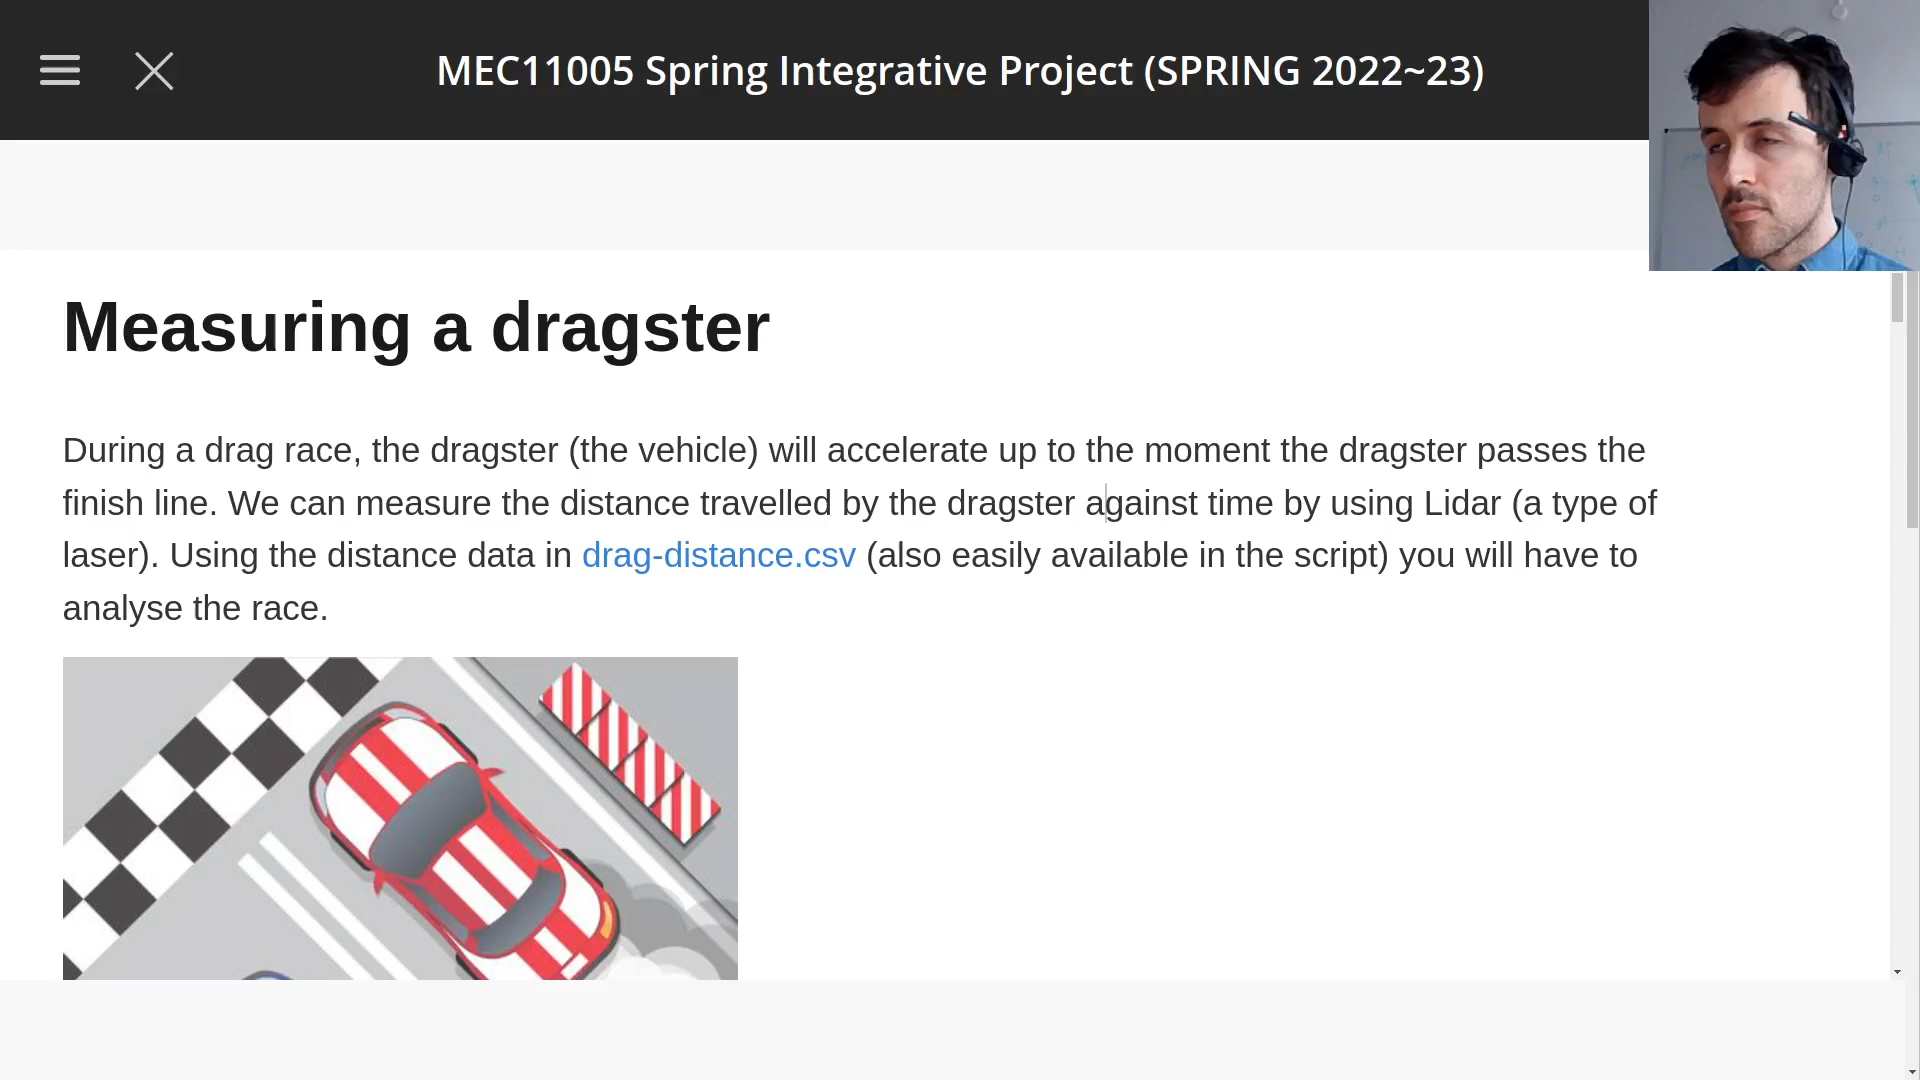 MEC11005 Spring Integrative Project (SPRING 2022~23)
Measuring a dragster
During a drag race, the dragster (the vehicle) will accelerate up to the moment the dragster passes the
finish line. We can measure the distance travelled by the dragster against time by using Lidar (a type of
laser). Using the distance data in drag-distance.csv (also easily available in the script) you will have to
analyse the race.